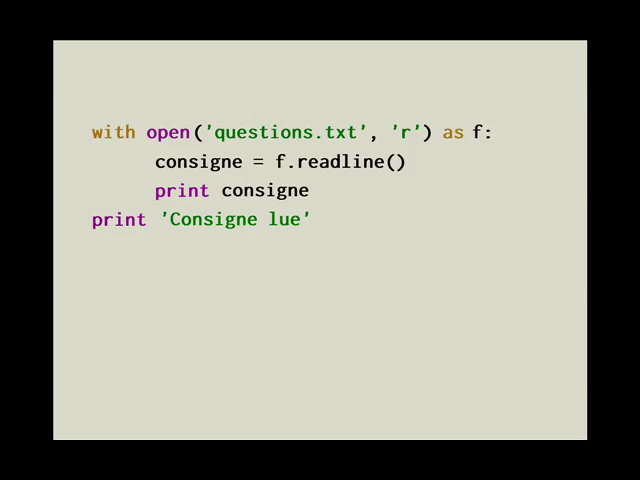 with open('questions.txt', 'r') as f:
consigne = f.readline()
print consigne
print 'Consigne lue'